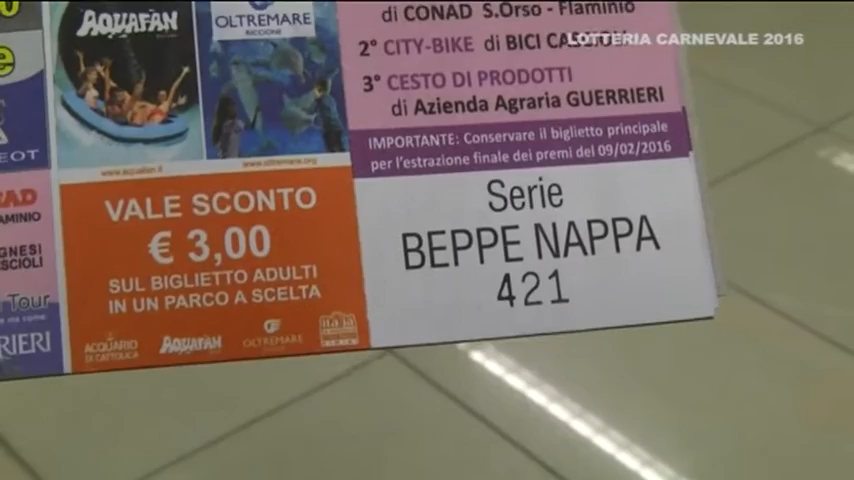 LOTTERIA CARNEVALE 2016
AQUAFAN
OLTREMARE
RICCIONE
www.aquafan.it
www.oltremare.org
di CONAD S.Orso - Flaminio
2° CITY-BIKE di BICI
3° CESTO DI PRODOTTI
di Azienda Agraria GUERRIERI
IMPORTANTE: Conservare il biglietto principale
per l'estrazione finale dei premi del 09/02/2016
VALE SCONTO
€ 3,00
SUL BIGLIETTO ADULTI
IN UN PARCO A SCELTA
ACQUARIO
DI CATTOLICA
AQUAFAN
OLTREMARE
Serie
BEPPE NAPPA
421
Tour